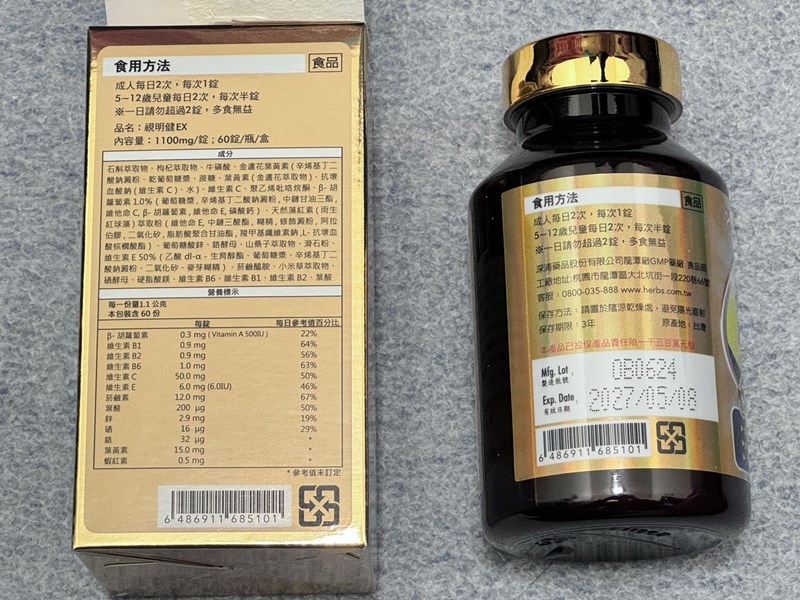 食用方法
食品
成人每日2次，每次1錠
5~12歲兒童每日2次，每次半錠
※一日請勿超過2錠，多食無益
品名：視明健EX
內容量：1100mg/錠；60錠/瓶/盒
成分
石斛萃取物、枸杞萃取物、牛磺酸、金盞花葉黃素(辛烯基丁二
酸鈉澱粉、乾葡萄糖漿、蔗糖、葉黃素(金盞花萃取物)、抗壞
血酸鈉(維生素C)、水)、維生素C、聚乙烯吡咯烷酮、β-胡
蘿蔔素1.0%(葡萄糖漿, 辛烯基丁二酸鈉澱粉, 中鏈甘油三酯,
維他命C, β-胡蘿蔔素, 維他命E, 磷酸鈣)、天然藻紅素(雨生
紅球藻)萃取粉(維他命E, 中鏈三酸酯, 糊精, 修飾澱粉, 阿拉
伯膠, 二氧化矽, 脂肪酸聚合甘油酯, 羧甲基纖維素鈉, L-抗壞血
酸棕櫚酸酯)、葡萄糖酸鋅、鉻酵母、山桑子萃取物、滑石粉、
維生素E 50%(乙酸 dl-α-生育醇酯、葡萄糖漿、辛烯基丁二
酸鈉澱粉、二氧化矽、麥芽糊精)、菸鹼醯胺、小米草萃取物、
硒酵母、硬脂酸鎂、維生素B6、維生素B1、維生素B2、葉酸
營養標示
每一份量1.1 公克
本包裝含 60 份
每錠 每日參考值百分比
β-胡蘿蔔素 0.3 mg (Vitamin A 500IU) 22%
維生素B1 0.9 mg 64%
維生素B2 0.9 mg 56%
維生素B6 1.0 mg 63%
維生素C 50.0 mg 50%
維生素E 6.0 mg (6.0IU) 46%
菸鹼素 12.0 mg 67%
葉酸 200 μg 50%
鋅 2.9 mg 19%
硒 16 μg 29%
鉻 32 μg *
葉黃素 15.0 mg *
蝦紅素 0.5 mg *
*參考值未訂定
6 486911 685101
食用方法
食品
成人每日2次，每次1錠
5~12歲兒童每日2次，每次半錠
※一日請勿超過2錠，多食無益
深浦藥品股份有限公司龍潭廠GMP藥廠 食品部
工廠地址:桃園市龍潭區大北坑街一段220巷66號
客服：0800-035-888 www.herbs.com.tw
保存方法：請置於陰涼乾燥處，避免陽光直射
保存期限：3年 原產地：台灣
本產品已投保產品責任險一千五百萬元整
Mfg. Lot : 0B0624
製造批號
Exp. Date : 2027/05/08
有效日期
6 486911 685101